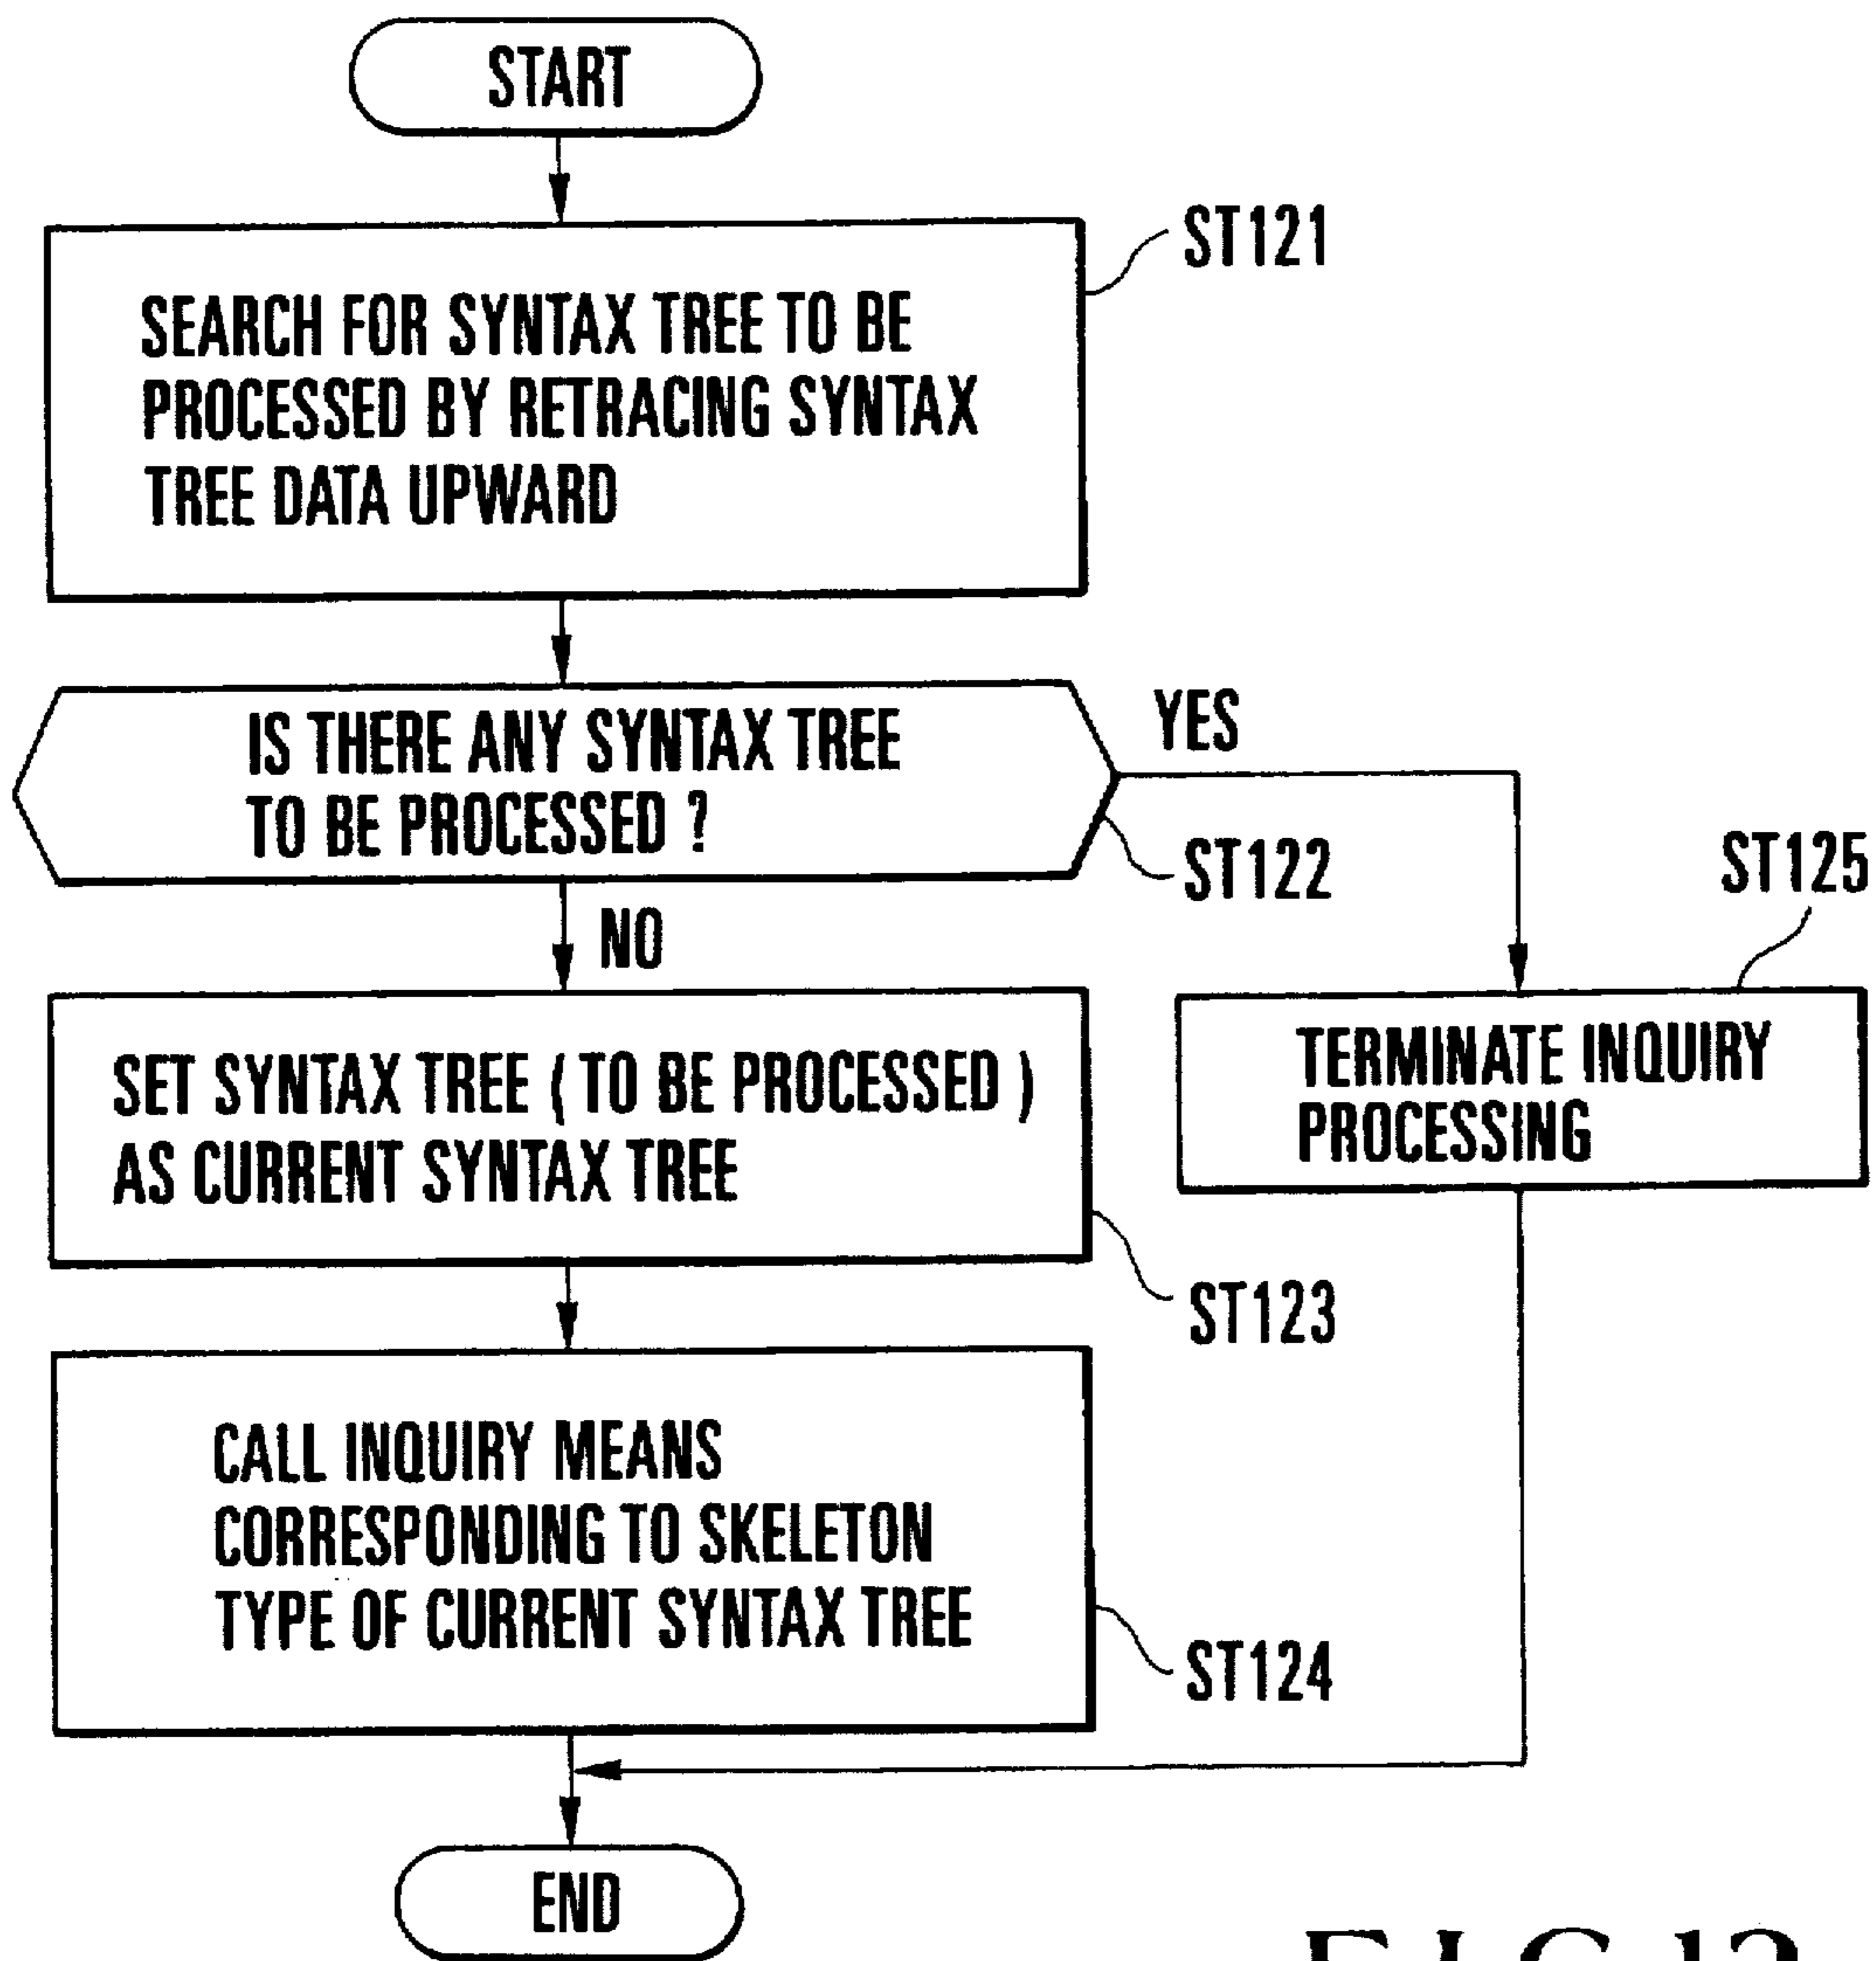 START
ST121
SEARCH FOR SYNTAX TREE TO BE
PROCESSED BY RETRACING SYNTAX
TREE DATA UPWARD
IS THERE ANY SYNTAX TREE
TO BE PROCESSED ?
YES
ST122
ST125
NO
SET SYNTAX TREE ( TO BE PROCESSED )
AS CURRENT SYNTAX TREE
TERMINATE INQUIRY
PROCESSING
ST123
CALL INQUIRY MEANS
CORRESPONDING TO SKELETON
TYPE OF CURRENT SYNTAX TREE
ST124
END